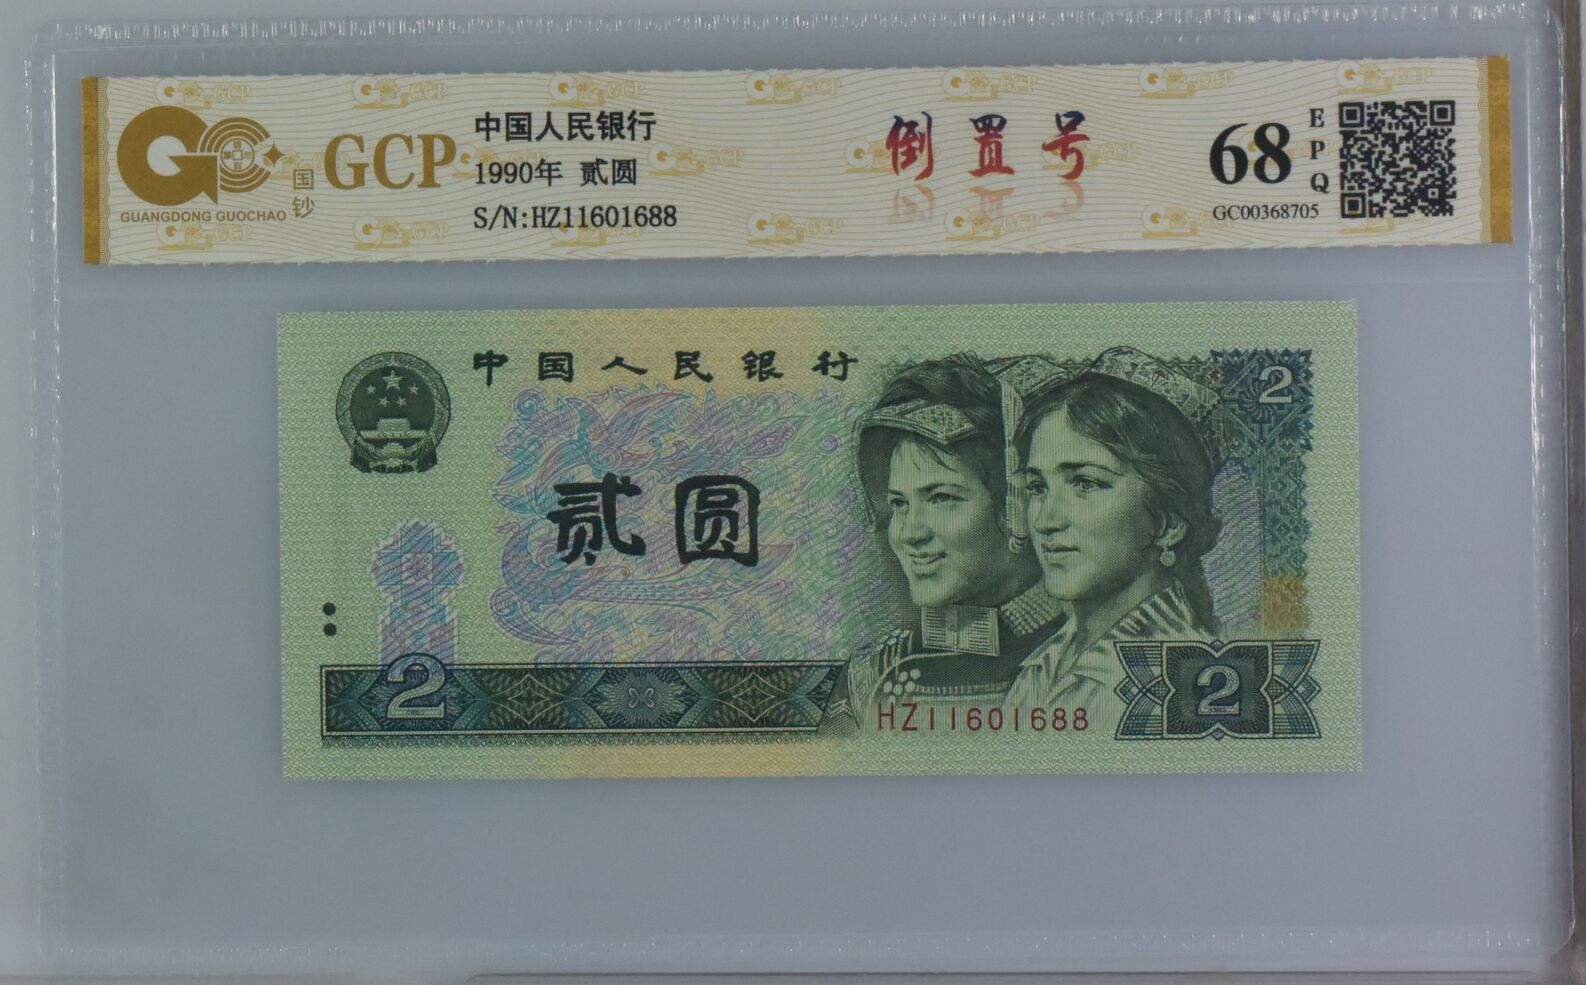 GCP
国钞
GUANGDONG GUOCHAO
中国人民银行
1990年 贰圆
S/N:HZ11601688
倒置号
68
EPQ
GC00368705
中国人民银行
2
贰圆
2
2
HZ11601688